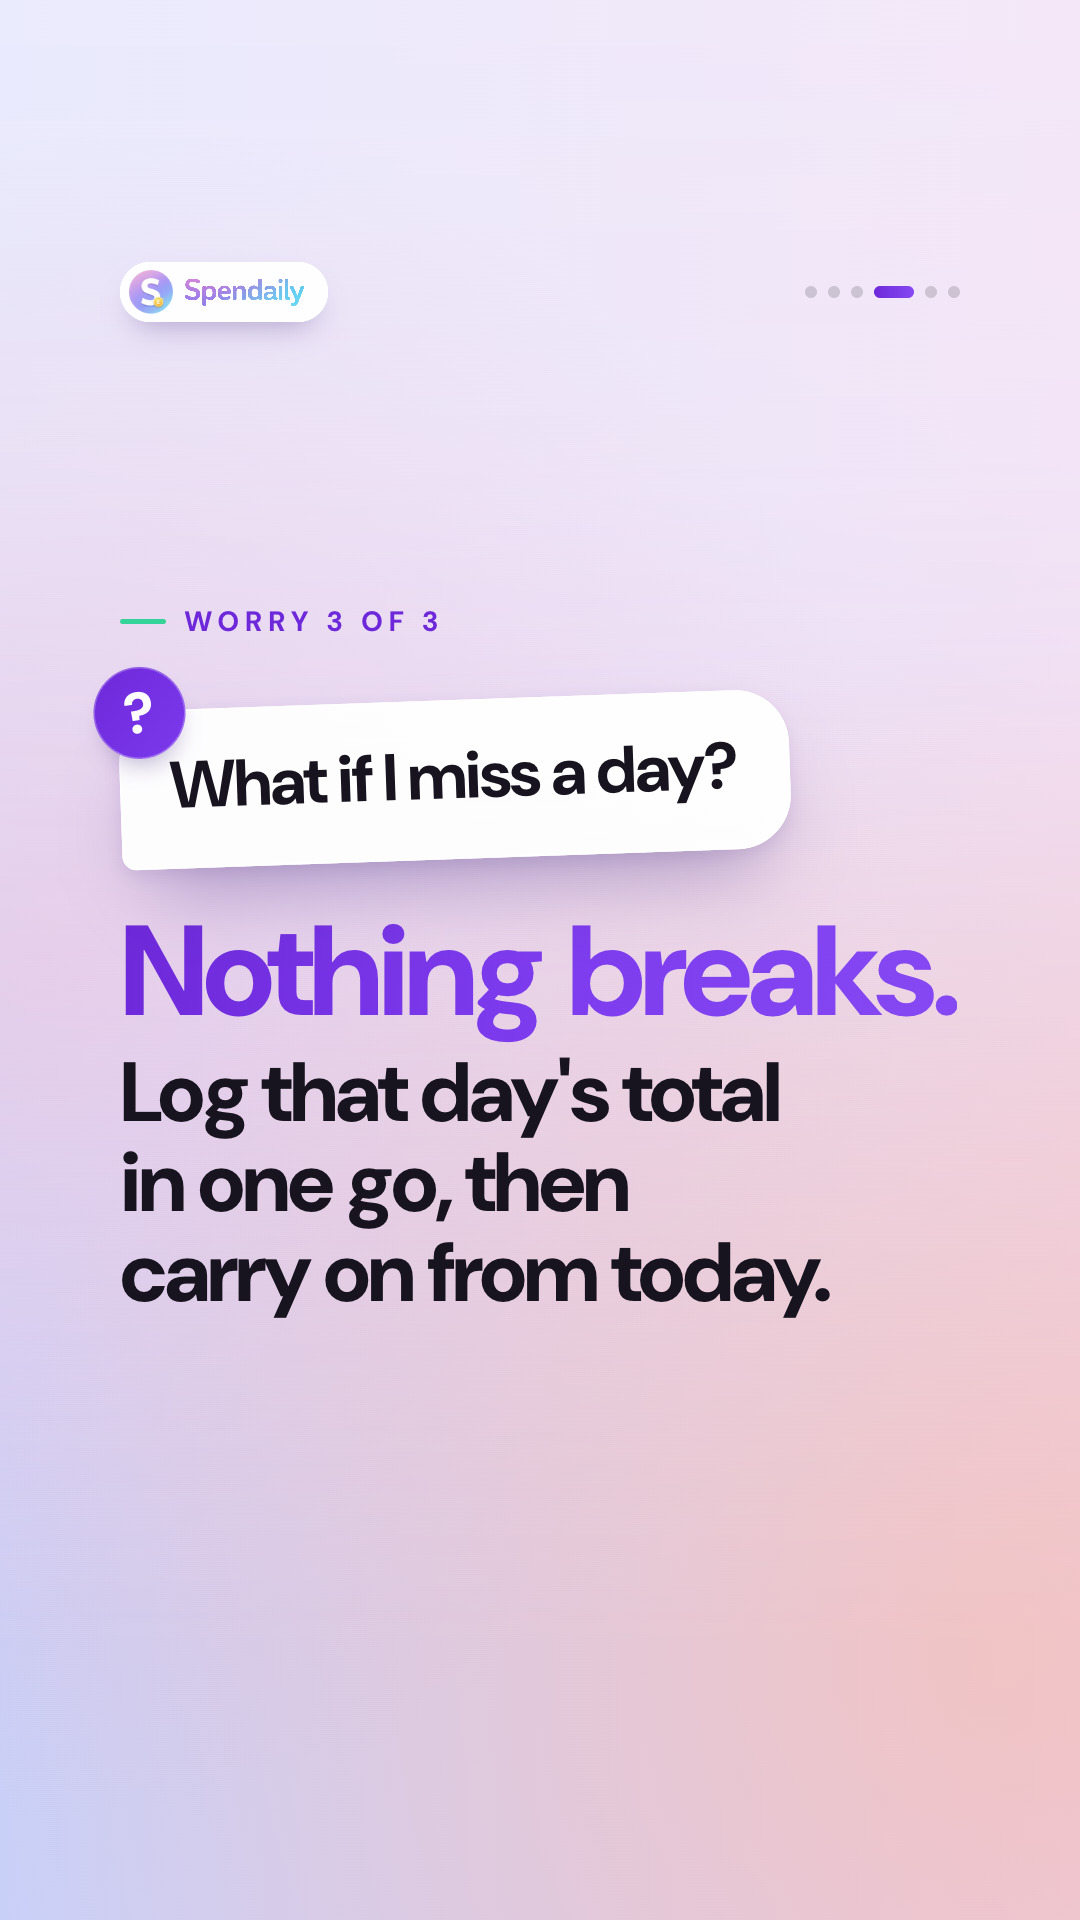 Spendaily
WORRY 3 OF 3
?
What if I miss a day?
Nothing breaks.
Log that day's total
in one go, then
carry on from today.